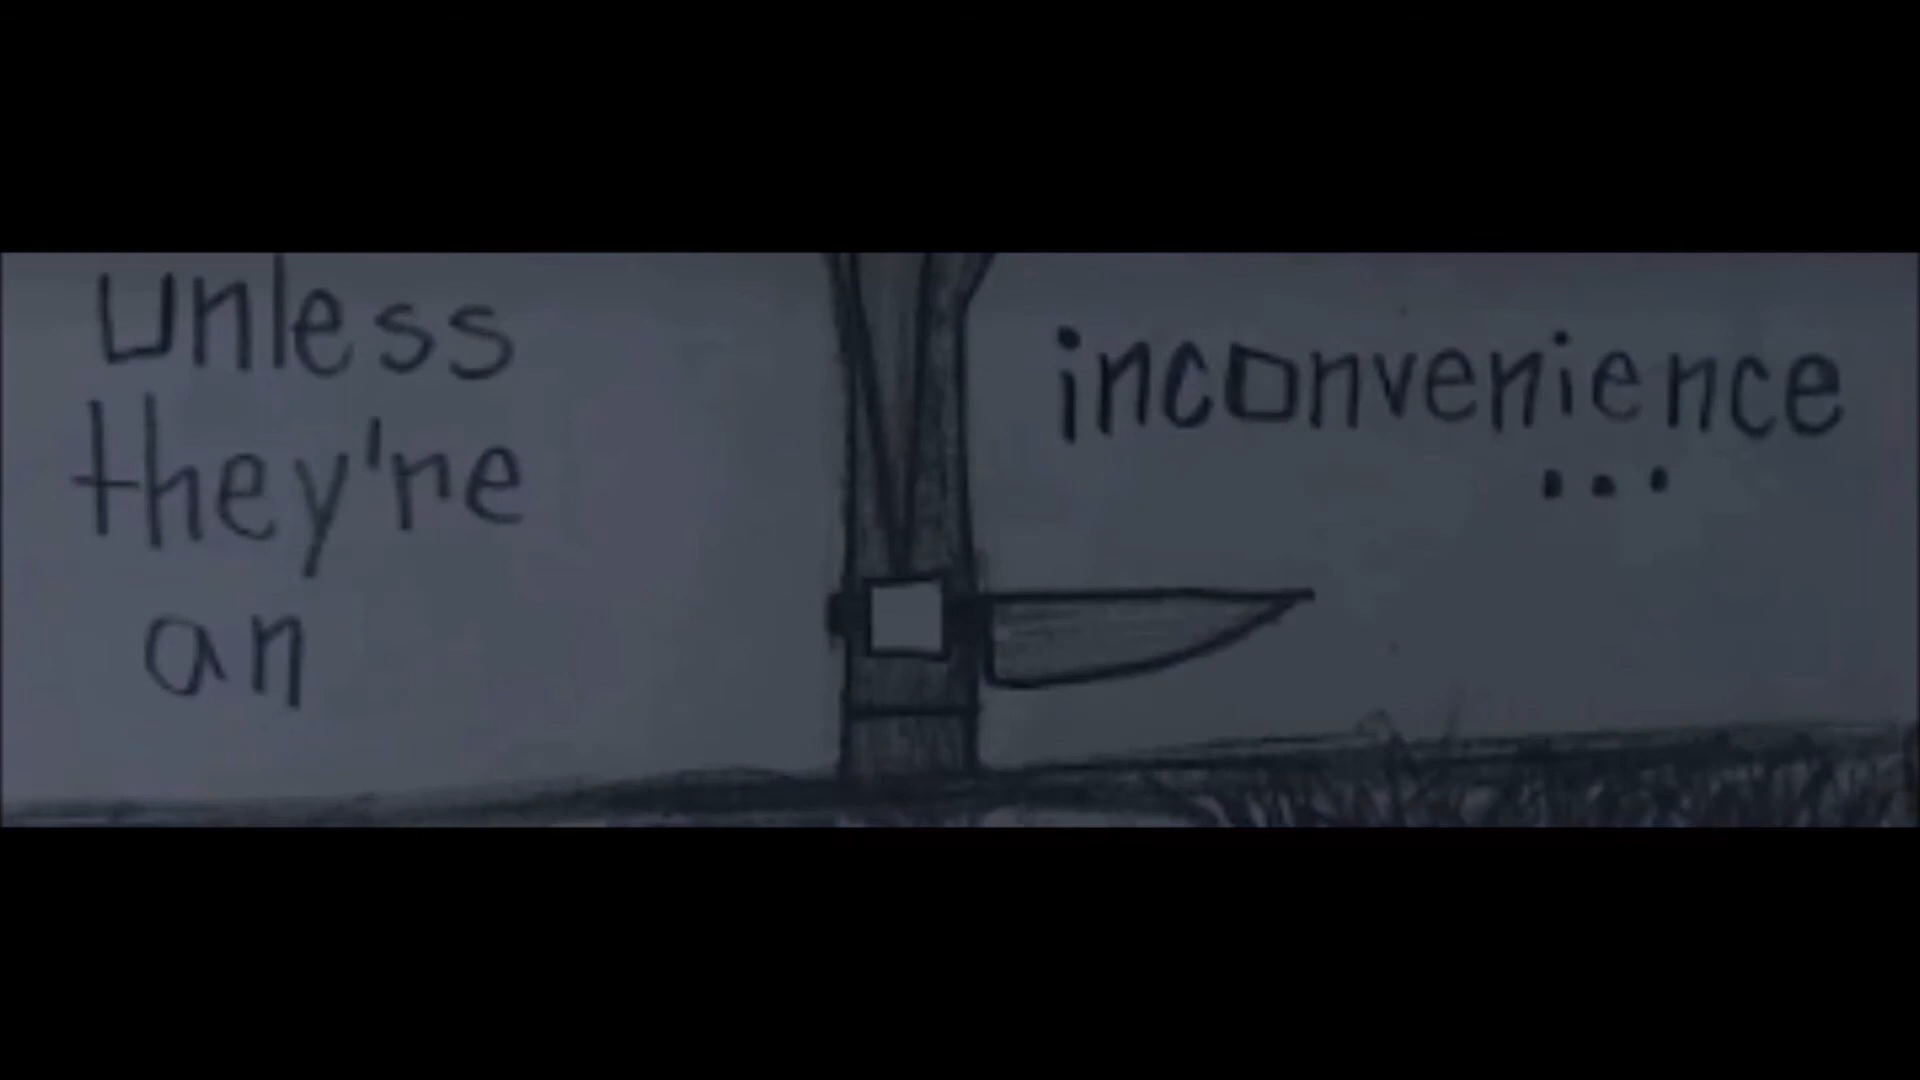 unless
they're
an
inconvenience
...